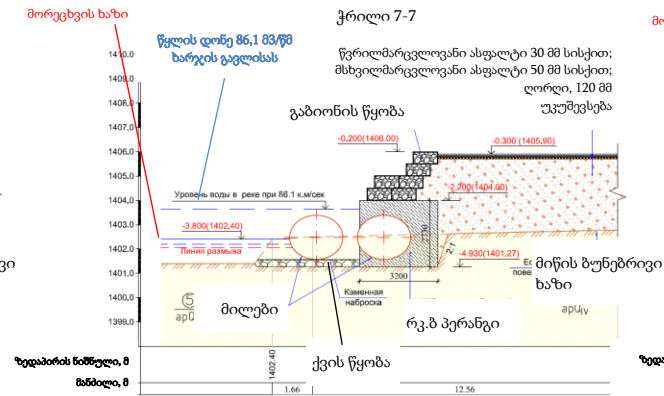 ჭრილი 7-7
მორეცხვის ხაზი
წყლის დონე 86,1 მ3/წმ
ხარჯის გავლისას
წვრილმარცვლოვანი ასფალტი 30 მმ სისქით;
მსხვილმარცვლოვანი ასფალტი 50 მმ სისქით;
ღორღი, 120 მმ
უკუშევსება
გაბიონის წყობა
1410.0
1409.0
1408.0
1407.0
1406.0
1405.0
1404.0
1403.0
1402.0
1401.0
1400.0
1399.0
-0,200(1406.00)
-0.300 (1405,90)
Уровень воды в реке при 86.1 к.м/сек
-2.200(1404.00)
-3.800(1402,40)
Линия размыва
2730
2:1
-4.930(1401,27)
3200
Каменная
наброска
მიწის ბუნებრივი
ხაზი
5
მილები
რკ.ბ პერანგი
apQIV
ქვის წყობა
ზედაპირის ნიშნული, მ
1402.40
მანძილი, მ
1.66
12.56